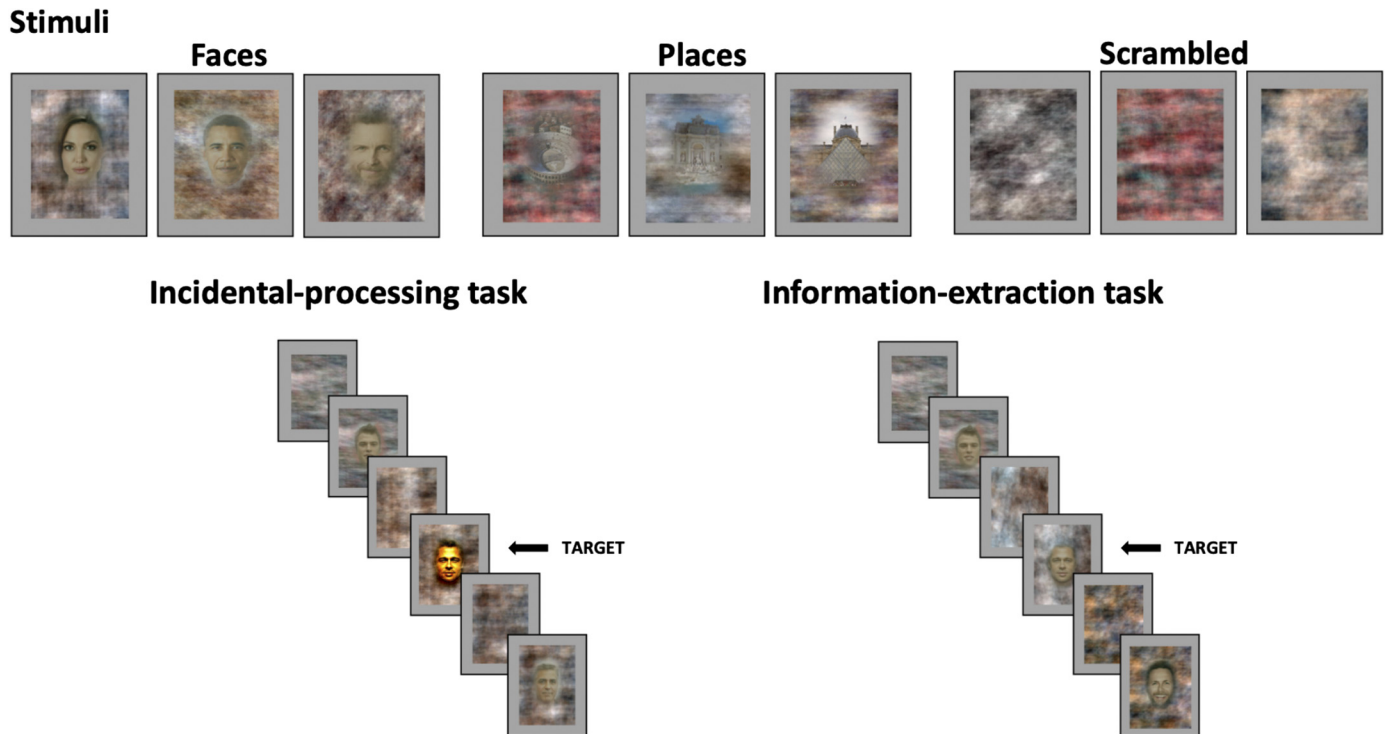 Stimuli
Faces
Places
Scrambled
Incidental-processing task
Information-extraction task
TARGET
TARGET